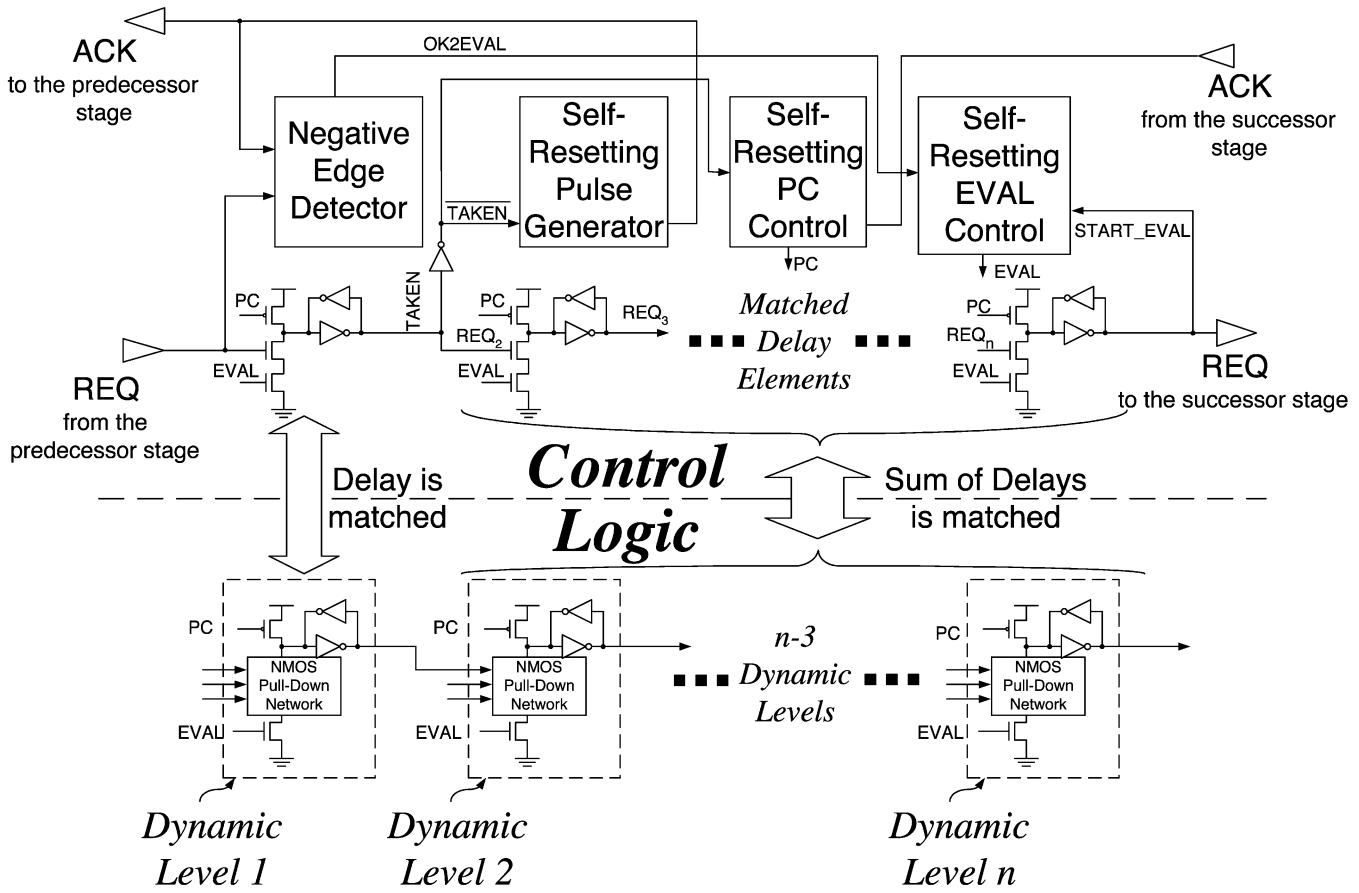 ACK
to the predecessor
stage
OK2EVAL
ACK
from the successor
stage
Negative
Edge
Detector
Self-
Resetting
Pulse
Generator
Self-
Resetting
PC
Control
Self-
Resetting
EVAL
Control
TAKEN
START_EVAL
TAKEN
PC
EVAL
PC
PC
PC
REQ2
REQ3
REQn
EVAL
EVAL
EVAL
Matched
Delay
Elements
REQ
from the
predecessor stage
REQ
to the successor stage
Control
Logic
Delay is
matched
Sum of Delays
is matched
PC
NMOS
Pull-Down
Network
EVAL
PC
NMOS
Pull-Down
Network
EVAL
n-3
Dynamic
Levels
PC
NMOS
Pull-Down
Network
EVAL
Dynamic
Level 1
Dynamic
Level 2
Dynamic
Level n